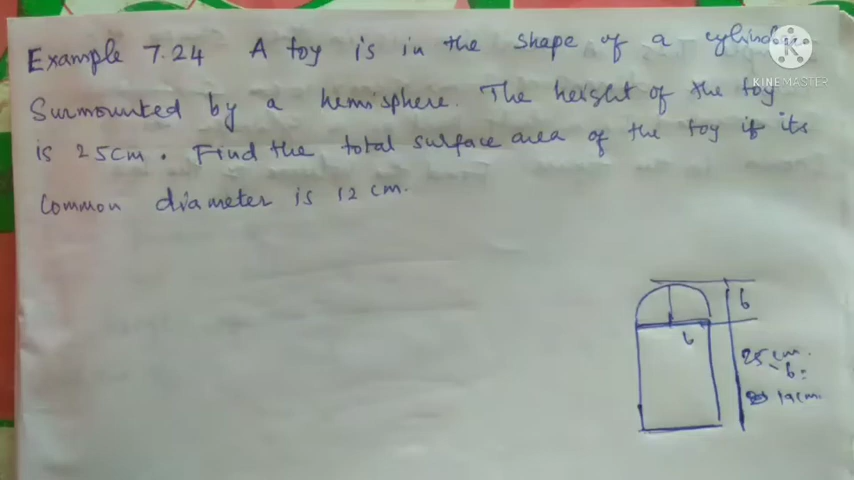 Example 7.24 A toy is in the shape of a cylinder
Surmounted by a hemisphere. The height of the toy
is 25cm. Find the total surface area of the toy if its
Common diameter is 12 cm.
KINEMASTER
6
6
25 cm.
- 6 =
19cm.